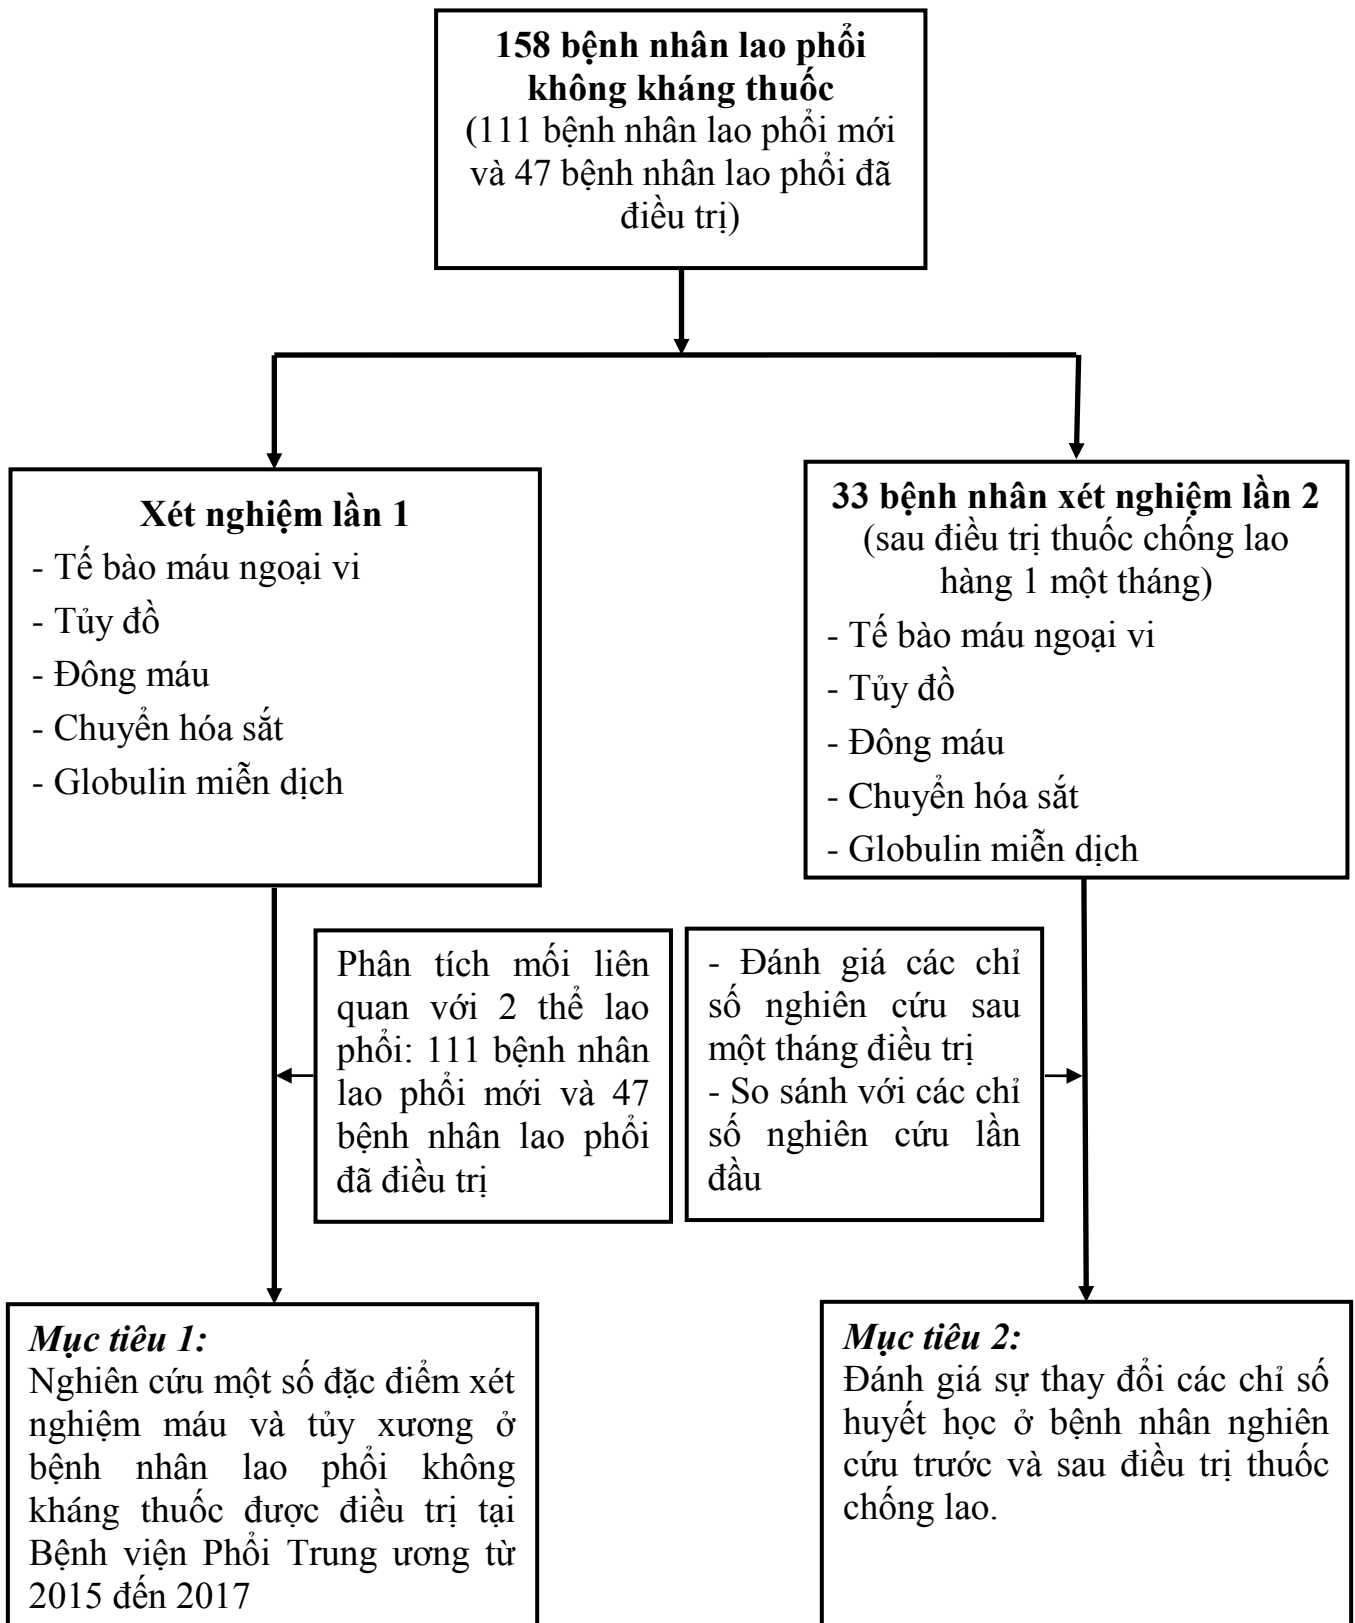 158 bệnh nhân lao phổi
không kháng thuốc
(111 bệnh nhân lao phổi mới
và 47 bệnh nhân lao phổi đã
điều trị)
Xét nghiệm lần 1
- Tế bào máu ngoại vi
- Tủy đồ
- Đông máu
- Chuyển hóa sắt
- Globulin miễn dịch
33 bệnh nhân xét nghiệm lần 2
(sau điều trị thuốc chống lao
hàng 1 một tháng)
- Tế bào máu ngoại vi
- Tủy đồ
- Đông máu
- Chuyển hóa sắt
- Globulin miễn dịch
Phân tích mối liên
quan với 2 thể lao
phổi: 111 bệnh nhân
lao phổi mới và 47
bệnh nhân lao phổi
đã điều trị
- Đánh giá các chỉ
số nghiên cứu sau
một tháng điều trị
- So sánh với các chỉ
số nghiên cứu lần
đầu
Mục tiêu 1:
Nghiên cứu một số đặc điểm xét
nghiệm máu và tủy xương ở
bệnh nhân lao phổi không
kháng thuốc được điều trị tại
Bệnh viện Phổi Trung ương từ
2015 đến 2017
Mục tiêu 2:
Đánh giá sự thay đổi các chỉ số
huyết học ở bệnh nhân nghiên
cứu trước và sau điều trị thuốc
chống lao.